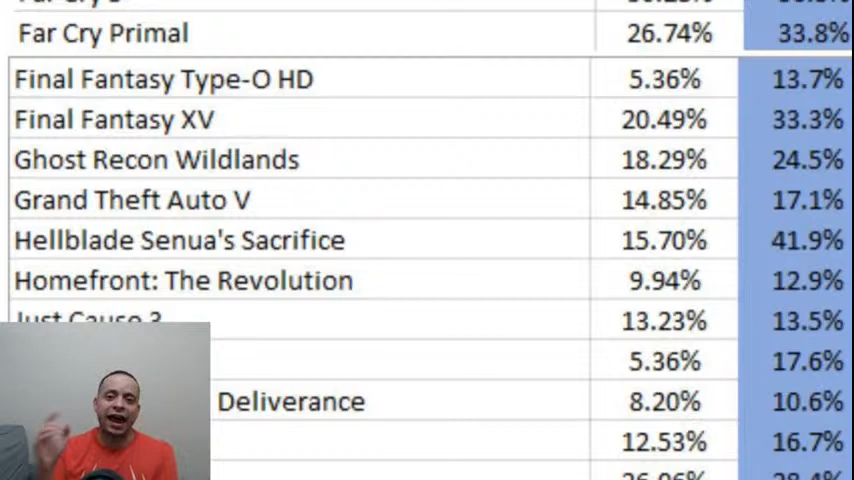 Far Cry Primal 26.74% 33.8%
Final Fantasy Type-O HD 5.36% 13.7%
Final Fantasy XV 20.49% 33.3%
Ghost Recon Wildlands 18.29% 24.5%
Grand Theft Auto V 14.85% 17.1%
Hellblade Senua's Sacrifice 15.70% 41.9%
Homefront: The Revolution 9.94% 12.9%
Just Cause 3 13.23% 13.5%
5.36% 17.6%
Deliverance 8.20% 10.6%
12.53% 16.7%